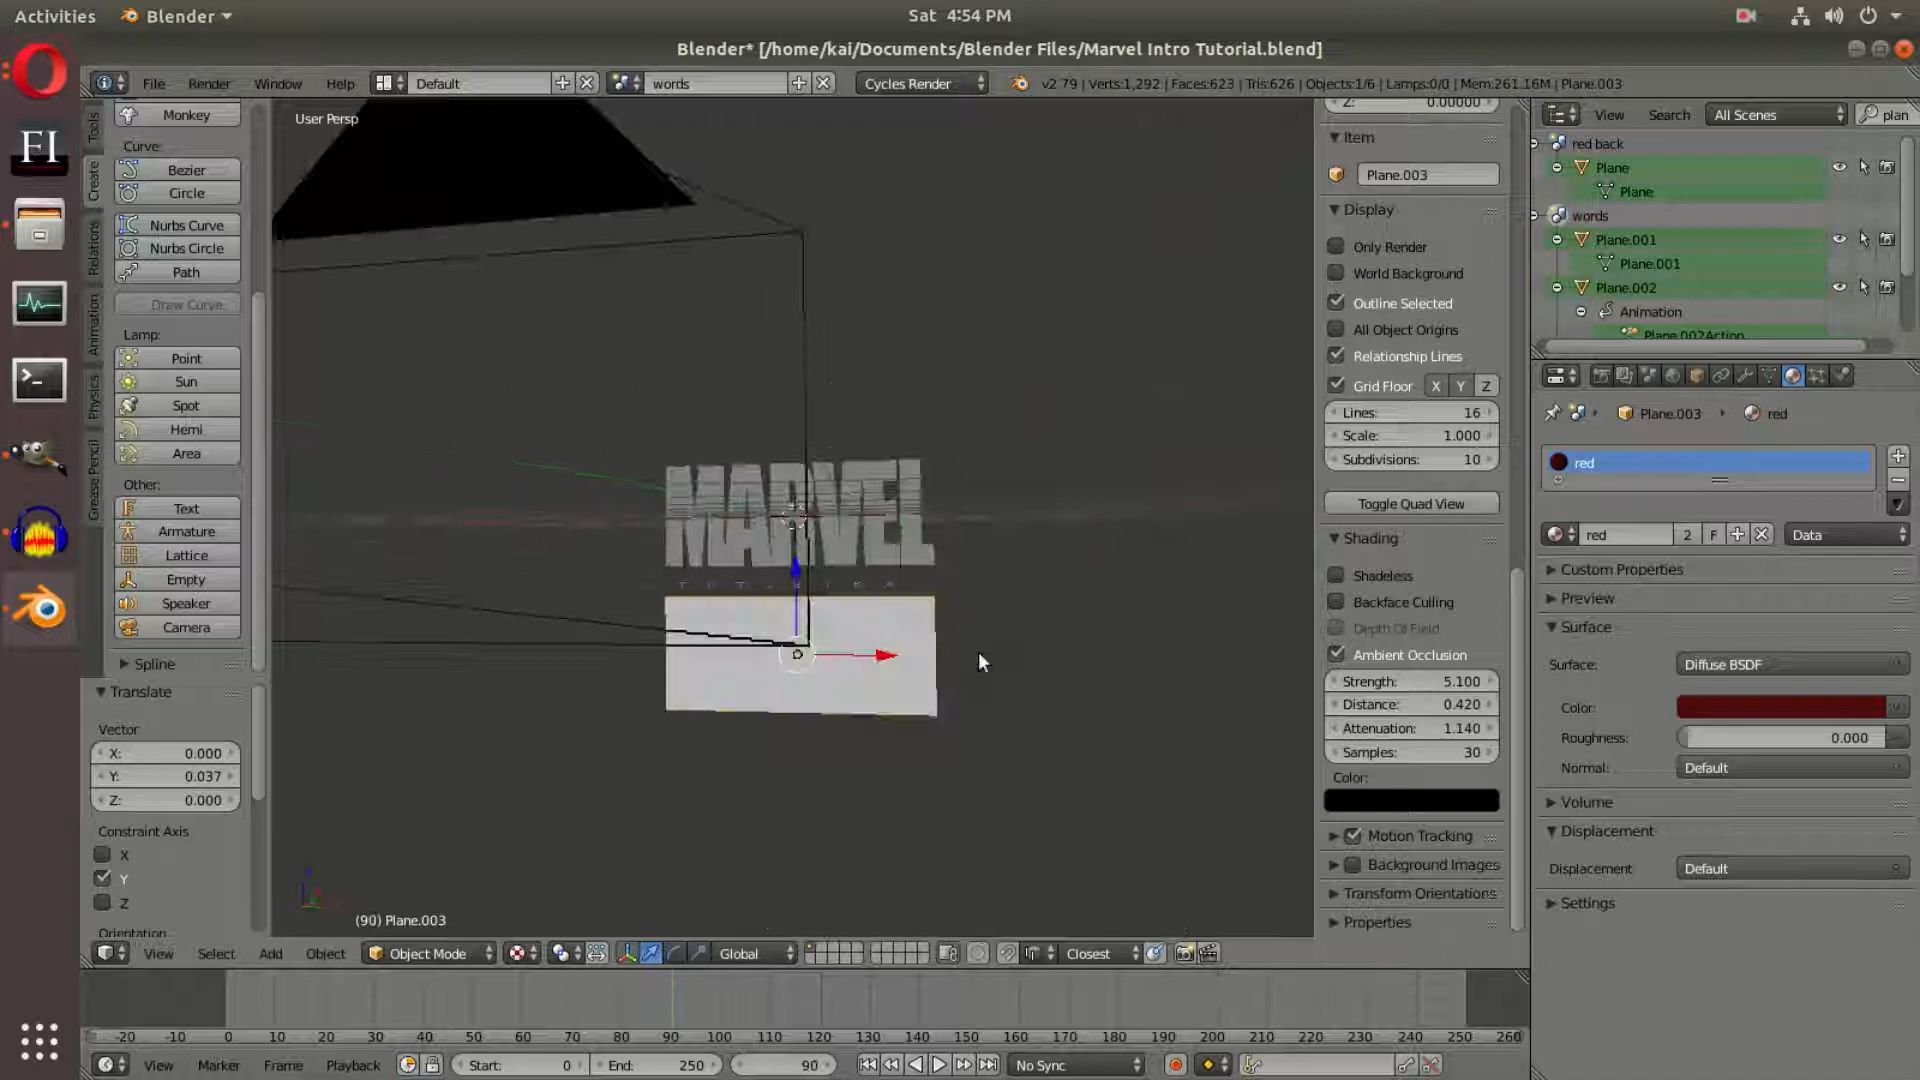 Activities
Blender
Sat 4:54 PM
Blender* [/home/kai/Documents/Blender Files/Marvel Intro Tutorial.blend]
File Render Window Help
Default
words
Cycles Render
v2.79 | Verts:1,292 | Faces:623 | Tris:626 | Objects:1/6 | Lamps:0/0 | Mem:261.16M | Plane.003
FI
Tools
Create
Relations
Animation
Physics
Grease Pencil
Monkey
Curve:
Bezier
Circle
Nurbs Curve
Nurbs Circle
Path
Draw Curve
Lamp:
Point
Sun
Spot
Hemi
Area
Other:
Text
Armature
Lattice
Empty
Speaker
Camera
Spline
Translate
Vector
X: 0.000
Y: 0.037
Z: 0.000
Constraint Axis
X
Y
Z
Orientation
User Persp
MARVEL
(90) Plane.003
Z: 0.00000
Item
Plane.003
Display
Only Render
World Background
Outline Selected
All Object Origins
Relationship Lines
Grid Floor X Y Z
Lines: 16
Scale: 1.000
Subdivisions: 10
Toggle Quad View
Shading
Shadeless
Backface Culling
Depth Of Field
Ambient Occlusion
Strength: 5.100
Distance: 0.420
Attenuation: 1.140
Samples: 30
Color:
Motion Tracking
Background Images
Transform Orientations
Properties
View Search All Scenes plan
red back
Plane
Plane
words
Plane.001
Plane.001
Plane.002
Animation
Plane.002Action
Plane.003 red
red
red 2 F Data
Custom Properties
Preview
Surface
Surface: Diffuse BSDF
Color:
Roughness: 0.000
Normal: Default
Volume
Displacement
Displacement: Default
Settings
View Select Add Object Object Mode Global Closest
-20 -10 0 10 20 30 40 50 60 70 80 90 100 110 120 130 140 150 160 170 180 190 200 210 220 230 240 250 260
View Marker Frame Playback Start: 0 End: 250 90 No Sync